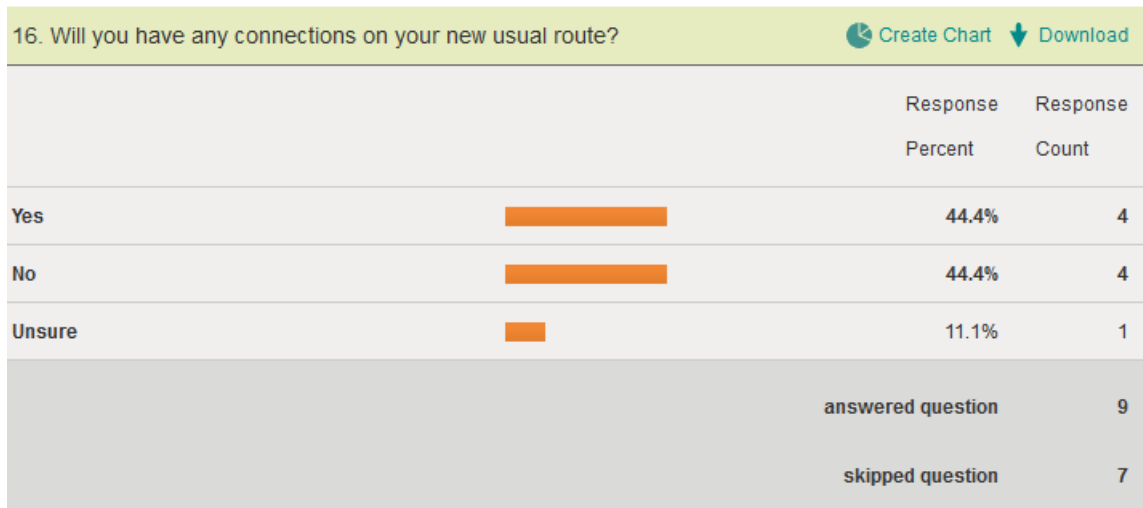 16. Will you have any connections on your new usual route? Create Chart Download
Response Response
Percent Count
Yes 44.4% 4
No 44.4% 4
Unsure 11.1% 1
answered question 9
skipped question 7